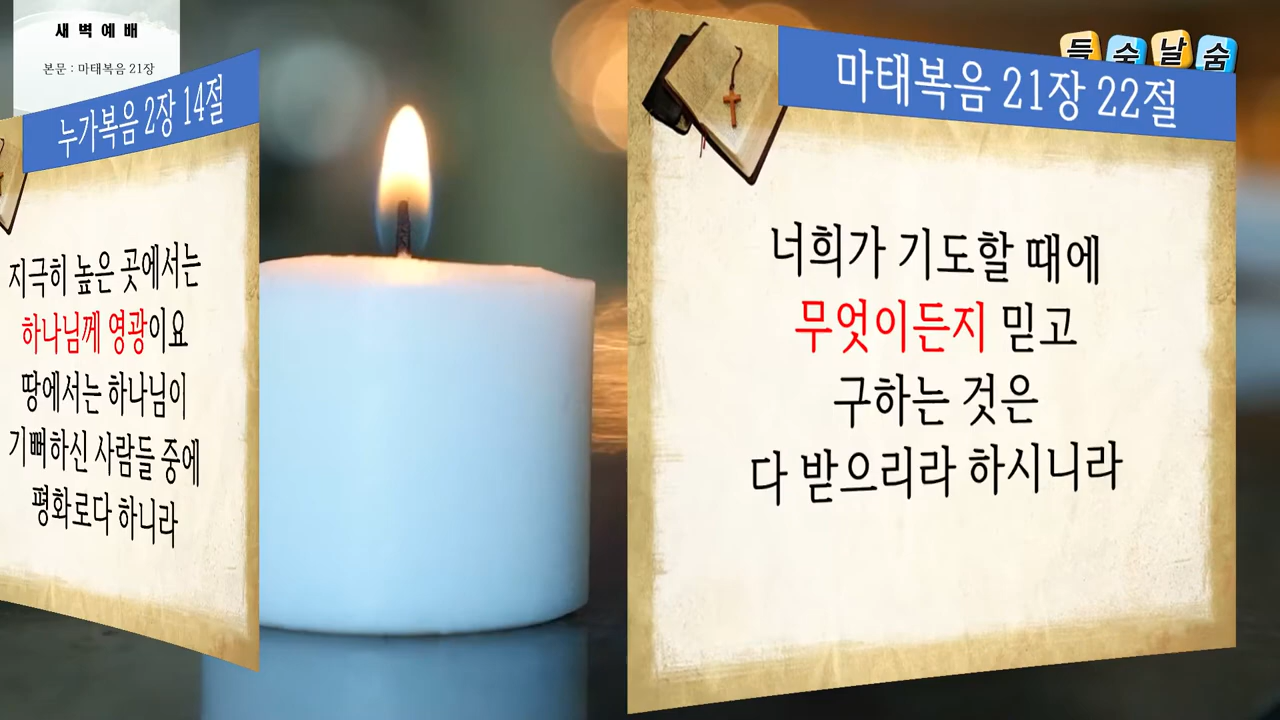 새 벽 예 배
본문 : 마태복음 21장
누가복음 2장 14절
지극히 높은 곳에서는
하나님께 영광이요
땅에서는 하나님이
기뻐하신 사람들 중에
평화로다 하니라
들숨날숨
마태복음 21장 22절
너희가 기도할 때에
무엇이든지 믿고
구하는 것은
다 받으리라 하시니라